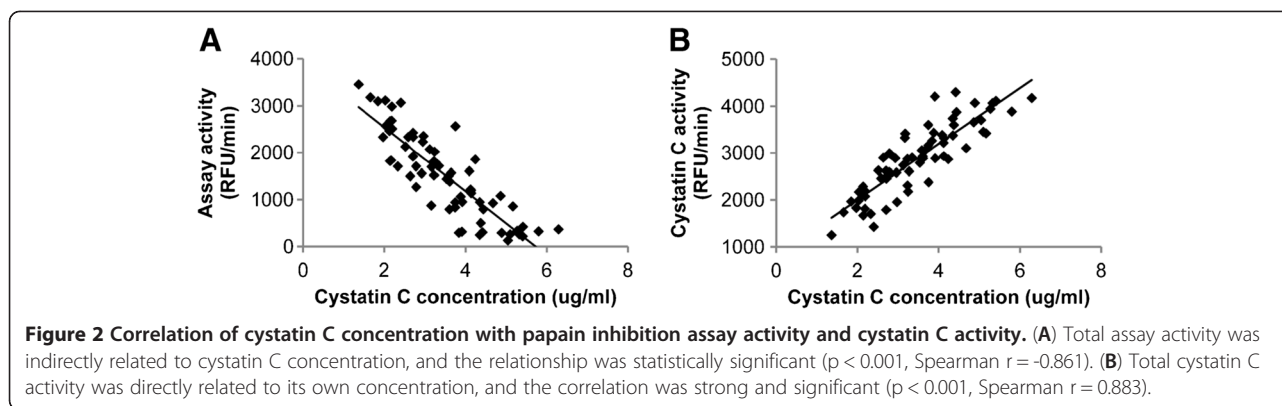 A
B
4000
3000
2000
1000
0
Assay activity
(RFU/min)
0 2 4 6 8
Cystatin C concentration (ug/ml)
5000
4000
3000
2000
1000
Cystatin C activity
(RFU/min)
0 2 4 6 8
Cystatin C concentration (ug/ml)
Figure 2 Correlation of cystatin C concentration with papain inhibition assay activity and cystatin C activity. (A) Total assay activity was
indirectly related to cystatin C concentration, and the relationship was statistically significant (p < 0.001, Spearman r = -0.861). (B) Total cystatin C
activity was directly related to its own concentration, and the correlation was strong and significant (p < 0.001, Spearman r = 0.883).